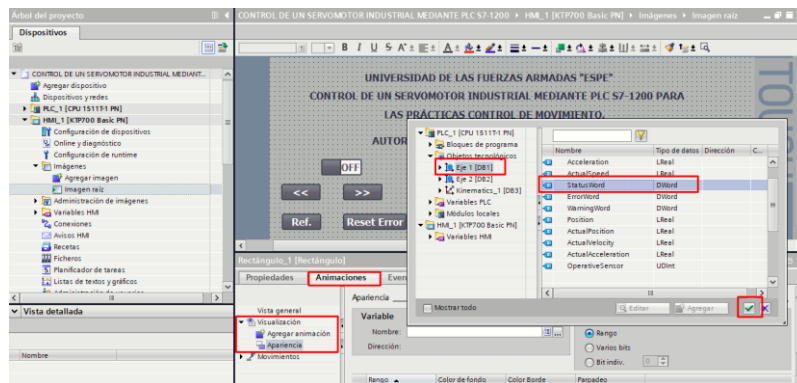 Árbol del proyecto
CONTROL DE UN SERVOMOTOR INDUSTRIAL MEDIANTE PLC S7-1200 ▸ HMI_1 [KTP700 Basic PN] ▸ Imágenes ▸ Imagen raíz
Dispositivos
CONTROL DE UN SERVOMOTOR INDUSTRIAL MEDIANT...
Agregar dispositivo
Dispositivos y redes
PLC_1 [CPU 1511T-1 PN]
HMI_1 [KTP700 Basic PN]
Configuración de dispositivos
Online y diagnóstico
Configuración de runtime
Imágenes
Agregar imagen
Imagen raíz
Administración de imágenes
Variables HMI
Conexiones
Avisos HMI
Recetas
Ficheros
Planificador de tareas
Listas de textos y gráficos
Vista detallada
Nombre
UNIVERSIDAD DE LAS FUERZAS ARMADAS "ESPE"
CONTROL DE UN SERVOMOTOR INDUSTRIAL MEDIANTE PLC S7-1200 PARA
LAS PRÁCTICAS CONTROL DE MOVIMIENTO.
AUTOR
OFF
<< >>
Ref. Reset Error
TOUCH
PLC_1 [CPU 1511T-1 PN]
Bloques de programa
Objetos tecnológicos
Eje 1 [DB1]
Eje 2 [DB2]
Kinematics_1 [DB3]
Variables PLC
Módulos locales
HMI_1 [KTP700 Basic PN]
Variables HMI
Nombre Tipo de datos Dirección C...
Acceleration LReal
ActualSpeed LReal
StatusWord DWord
ErrorWord DWord
WarningWord DWord
Position LReal
ActualPosition LReal
ActualVelocity LReal
ActualAcceleration LReal
OperativeSensor UDInt
Mostrar todo
Editar Agregar
Rectángulo_1 [Rectángulo]
Propiedades Animaciones Even
Apariencia
Vista general
Visualización
Agregar animación
Apariencia
Movimientos
Variable
Nombre:
Dirección:
Rango
Varios bits
Bit indiv. 0
Rango Color de fondo Color Borde Parpadeo